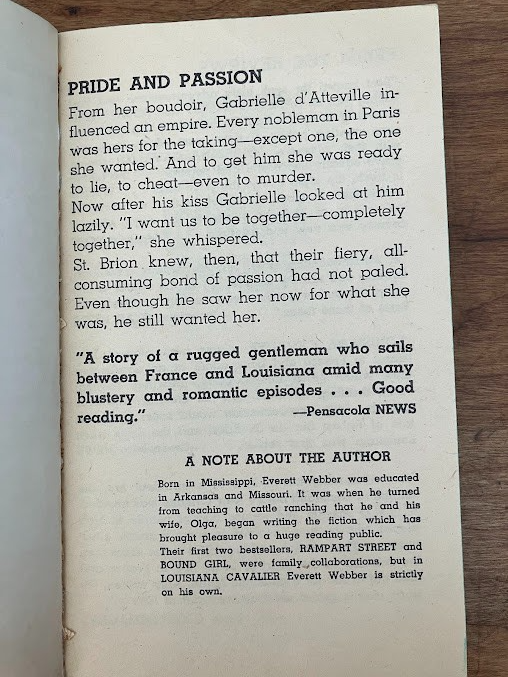 PRIDE AND PASSION
From her boudoir, Gabrielle d'Atteville in-
fluenced an empire. Every nobleman in Paris
was hers for the taking—except one, the one
she wanted. And to get him she was ready
to lie, to cheat—even to murder.
Now after his kiss Gabrielle looked at him
lazily. "I want us to be together—completely
together," she whispered.
St. Brion knew, then, that their fiery, all-
consuming bond of passion had not paled.
Even though he saw her now for what she
was, he still wanted her.
"A story of a rugged gentleman who sails
between France and Louisiana amid many
blustery and romantic episodes . . . Good
reading." —Pensacola NEWS
A NOTE ABOUT THE AUTHOR
Born in Mississippi, Everett Webber was educated
in Arkansas and Missouri. It was when he turned
from teaching to cattle ranching that he and his
wife, Olga, began writing the fiction which has
brought pleasure to a huge reading public.
Their first two bestsellers, RAMPART STREET and
BOUND GIRL, were family collaborations, but in
LOUISIANA CAVALIER Everett Webber is strictly
on his own.